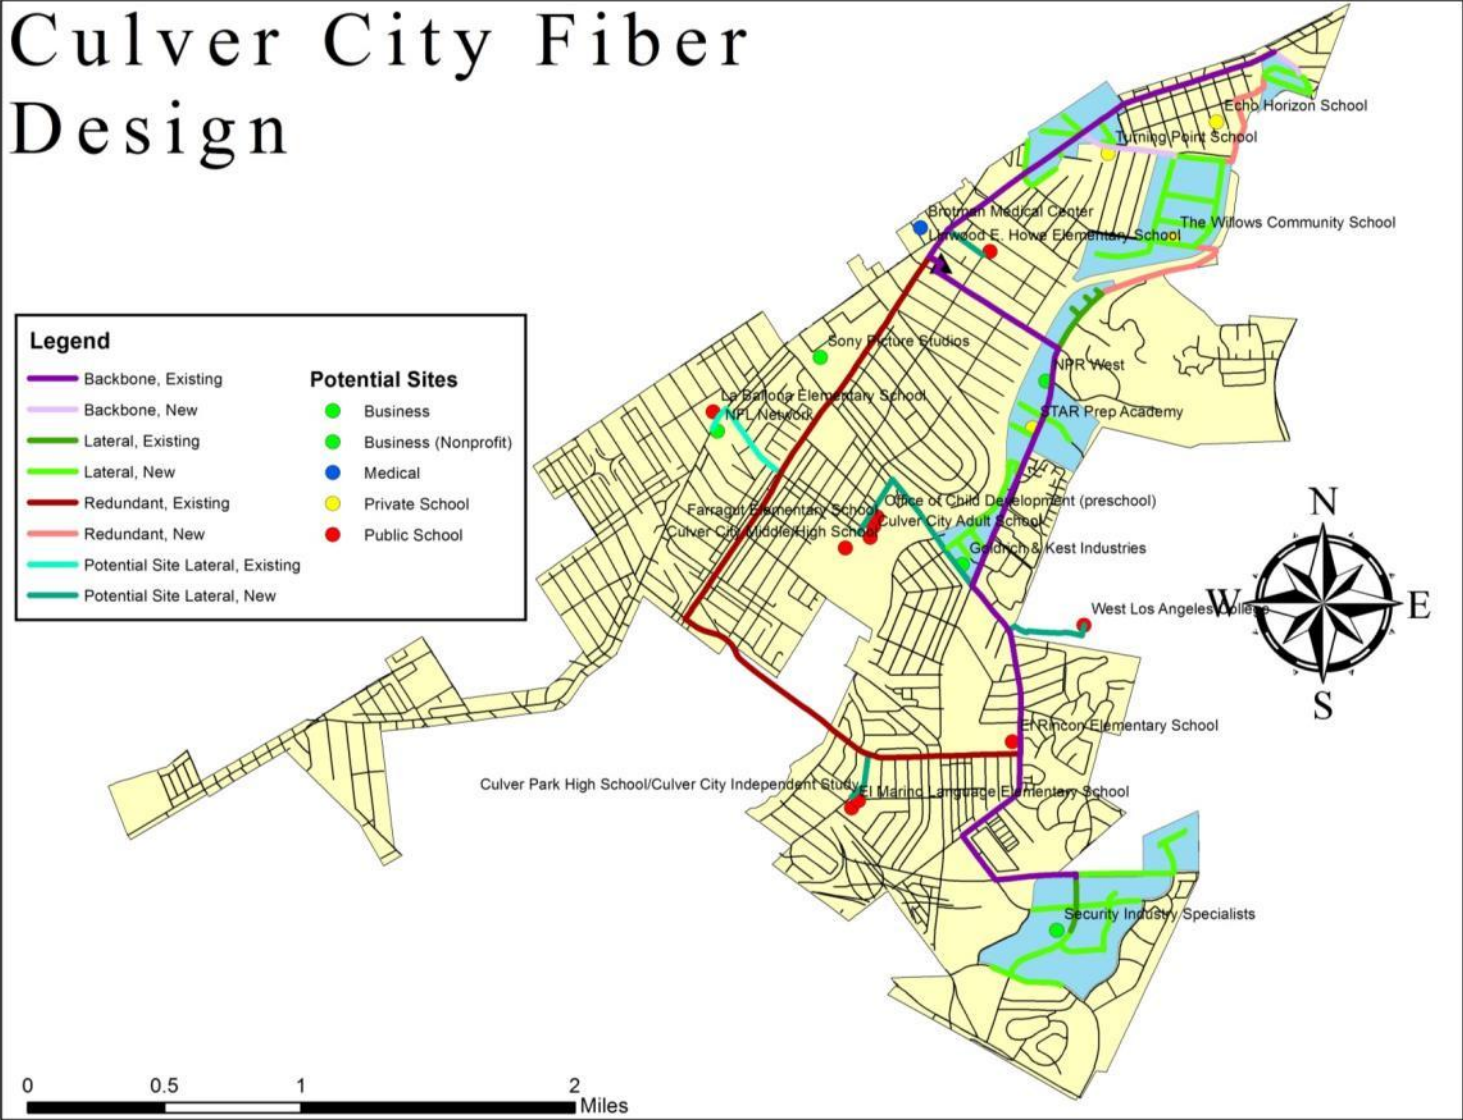 Culver City Fiber
Design
Echo Horizon School
Turning Point School
Brotman Medical Center
The Willows Community School
Linwood E. Howe Elementary School
Legend
Backbone, Existing
Backbone, New
Lateral, Existing
Lateral, New
Redundant, Existing
Redundant, New
Potential Site Lateral, Existing
Potential Site Lateral, New
Potential Sites
Business
Business (Nonprofit)
Medical
Private School
Public School
Sony Picture Studios
NPR West
La Ballona Elementary School
NFL Network
STAR Prep Academy
Office of Child Development (preschool)
Farragut Elementary School
Culver City Adult School
Culver City Middle/High School
Goldrich & Kest Industries
West Los Angeles College
N
W
E
S
El Rincon Elementary School
Culver Park High School/Culver City Independent Study
El Marino Language Elementary School
Security Industry Specialists
0 0.5 1 2
Miles